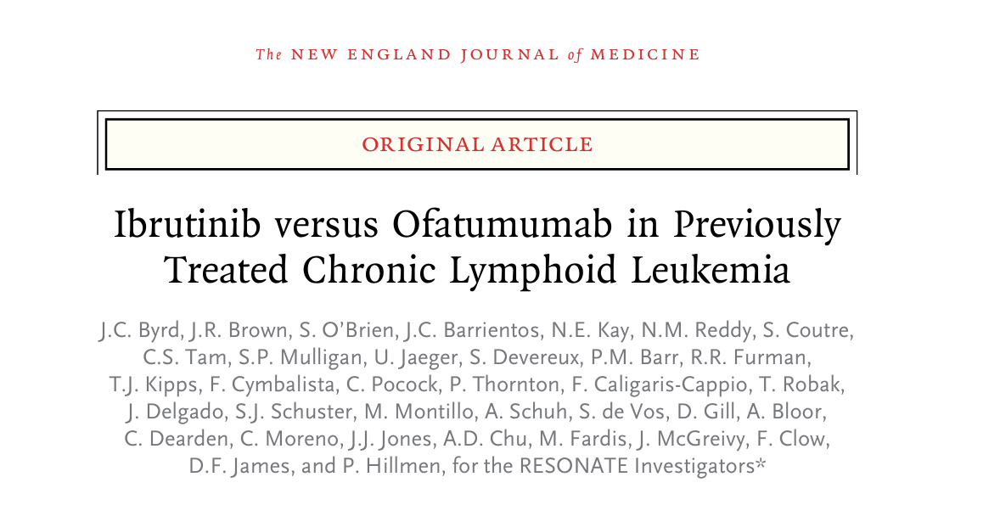 The NEW ENGLAND JOURNAL of MEDICINE
ORIGINAL ARTICLE
Ibrutinib versus Ofatumumab in Previously
Treated Chronic Lymphoid Leukemia
J.C. Byrd, J.R. Brown, S. O’Brien, J.C. Barrientos, N.E. Kay, N.M. Reddy, S. Coutre,
C.S. Tam, S.P. Mulligan, U. Jaeger, S. Devereux, P.M. Barr, R.R. Furman,
T.J. Kipps, F. Cymbalista, C. Pocock, P. Thornton, F. Caligaris-Cappio, T. Robak,
J. Delgado, S.J. Schuster, M. Montillo, A. Schuh, S. de Vos, D. Gill, A. Bloor,
C. Dearden, C. Moreno, J.J. Jones, A.D. Chu, M. Fardis, J. McGreivy, F. Clow,
D.F. James, and P. Hillmen, for the RESONATE Investigators*